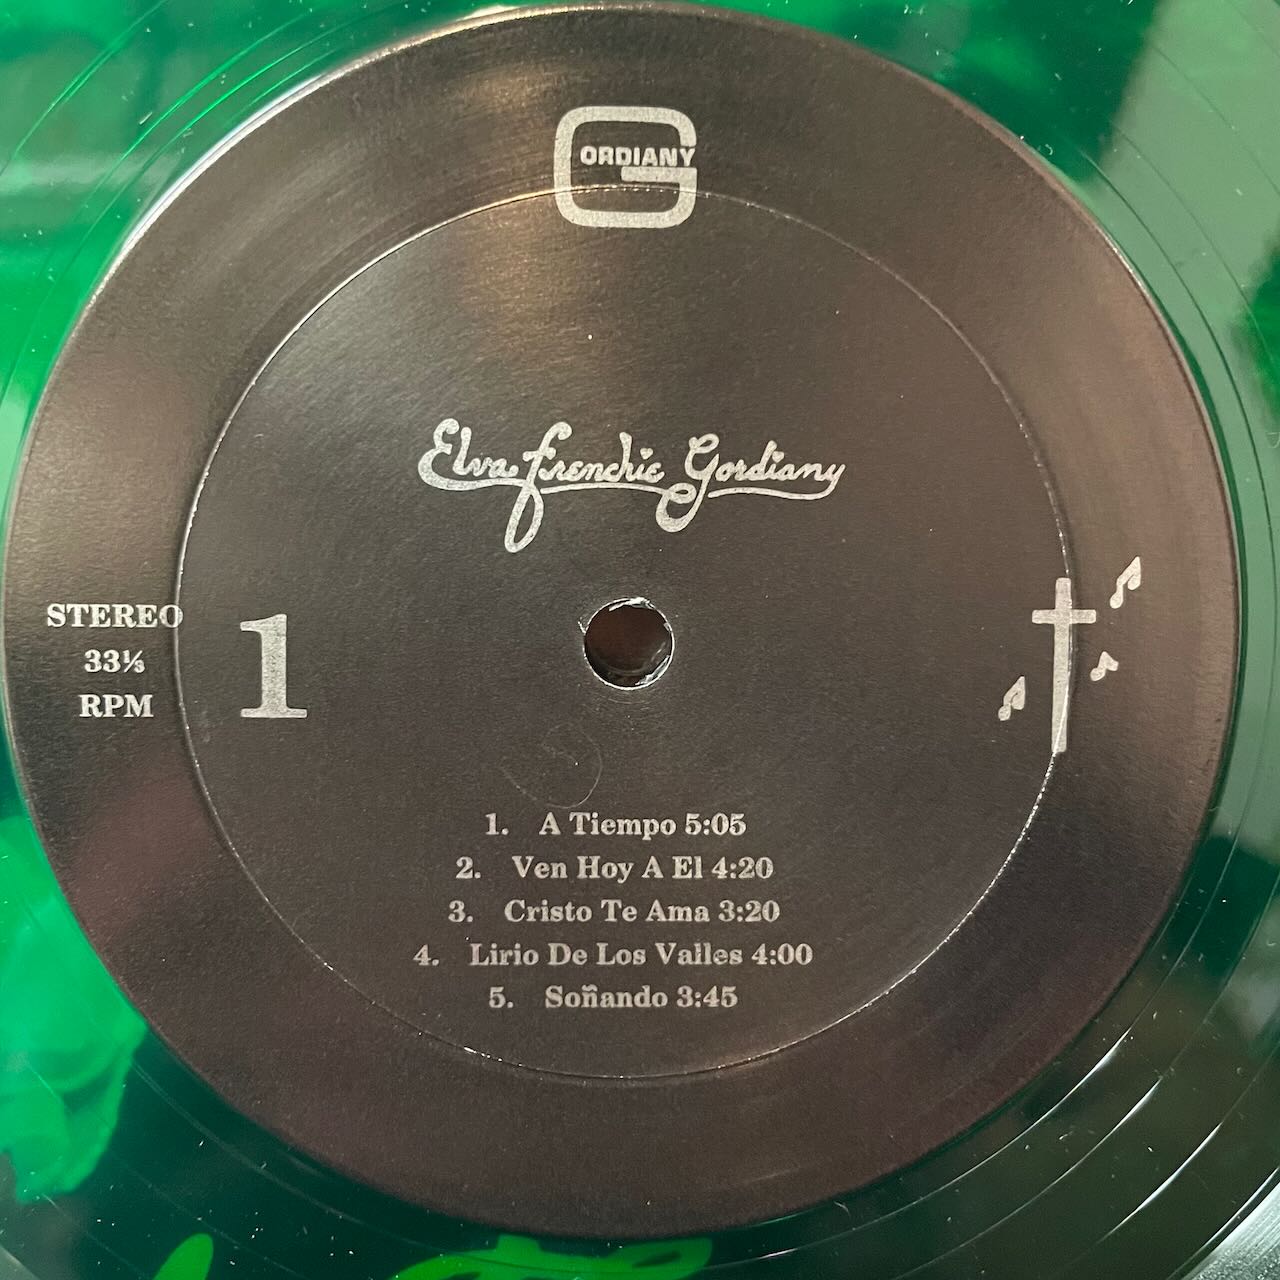 GORDIANY
Elva Frenchie Gordiany
STEREO
33⅓
RPM
1
1. A Tiempo 5:05
2. Ven Hoy A El 4:20
3. Cristo Te Ama 3:20
4. Lirio De Los Valles 4:00
5. Soñando 3:45